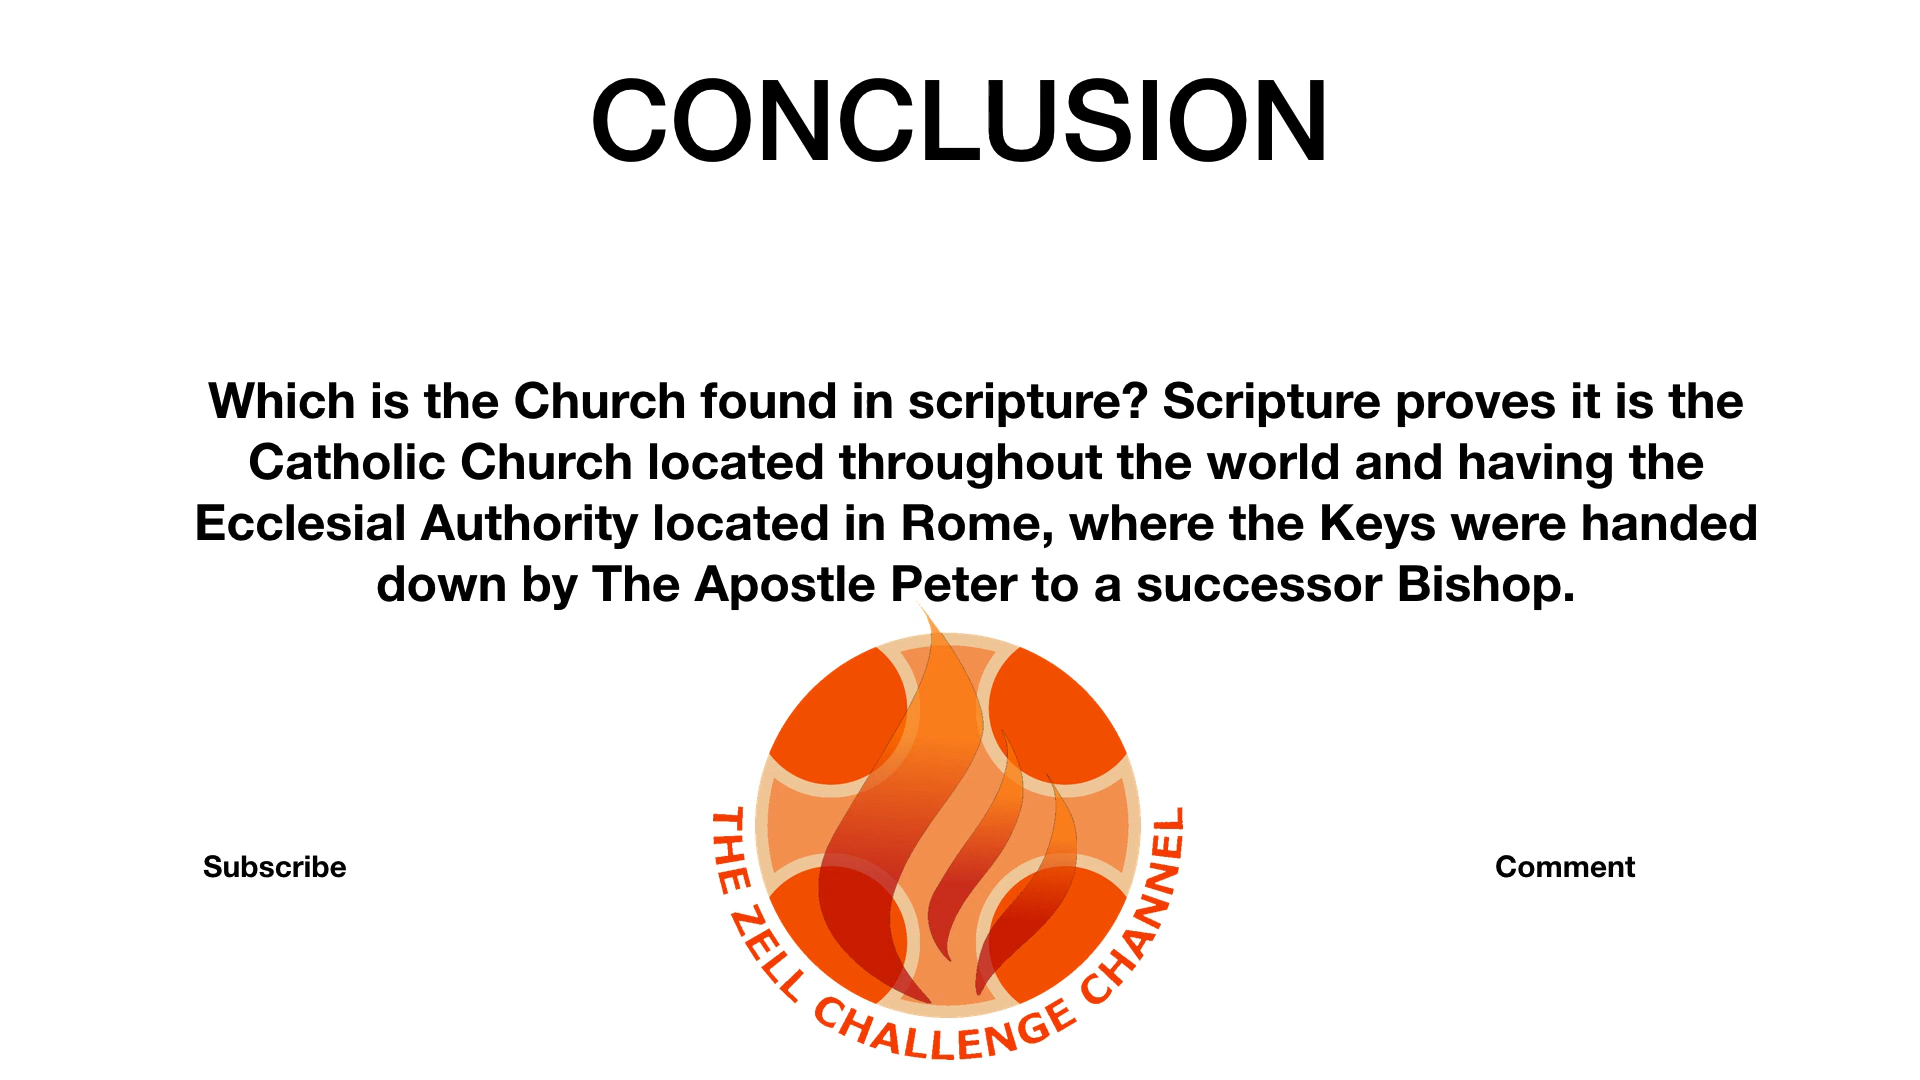 CONCLUSION
Which is the Church found in scripture? Scripture proves it is the
Catholic Church located throughout the world and having the
Ecclesial Authority located in Rome, where the Keys were handed
down by The Apostle Peter to a successor Bishop.
Subscribe
Comment
THE ZELL CHALLENGE CHANNEL